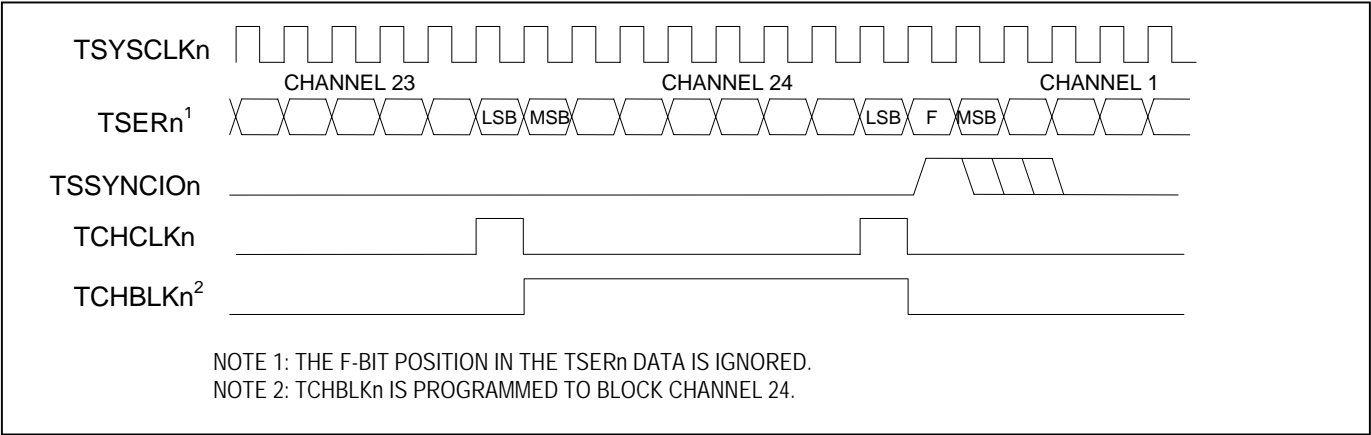 TSYSCLKn
CHANNEL 23 CHANNEL 24 CHANNEL 1
TSERn1 LSB MSB LSB F MSB
TSSYNCIOn
TCHCLKn
TCHBLKn2
NOTE 1: THE F-BIT POSITION IN THE TSERn DATA IS IGNORED.
NOTE 2: TCHBLKn IS PROGRAMMED TO BLOCK CHANNEL 24.